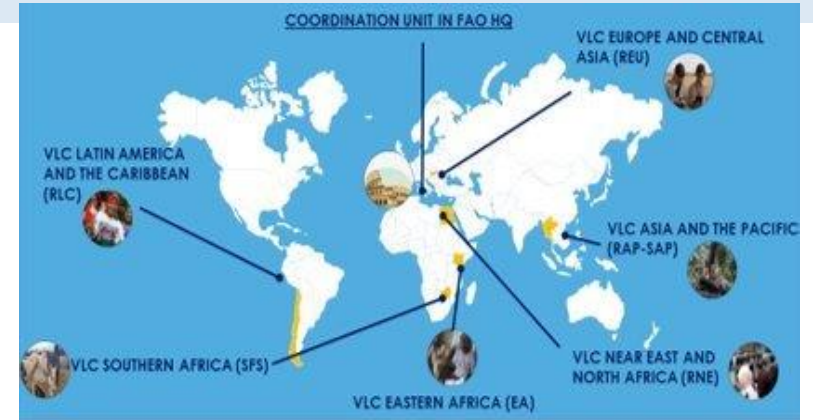 COORDINATION UNIT IN FAO HQ
VLC EUROPE AND CENTRAL
ASIA (REU)
VLC LATIN AMERICA
AND THE CARIBBEAN
(RLC)
VLC ASIA AND THE PACIFIC
(RAP-SAP)
VLC SOUTHERN AFRICA (SFS)
VLC NEAR EAST AND
NORTH AFRICA (RNE)
VLC EASTERN AFRICA (EA)